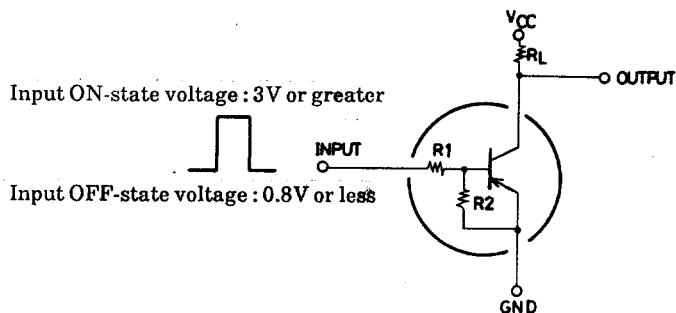 VCC
RL
OUTPUT
Input ON-state voltage : 3V or greater
INPUT
R1
R2
Input OFF-state voltage : 0.8V or less
GND